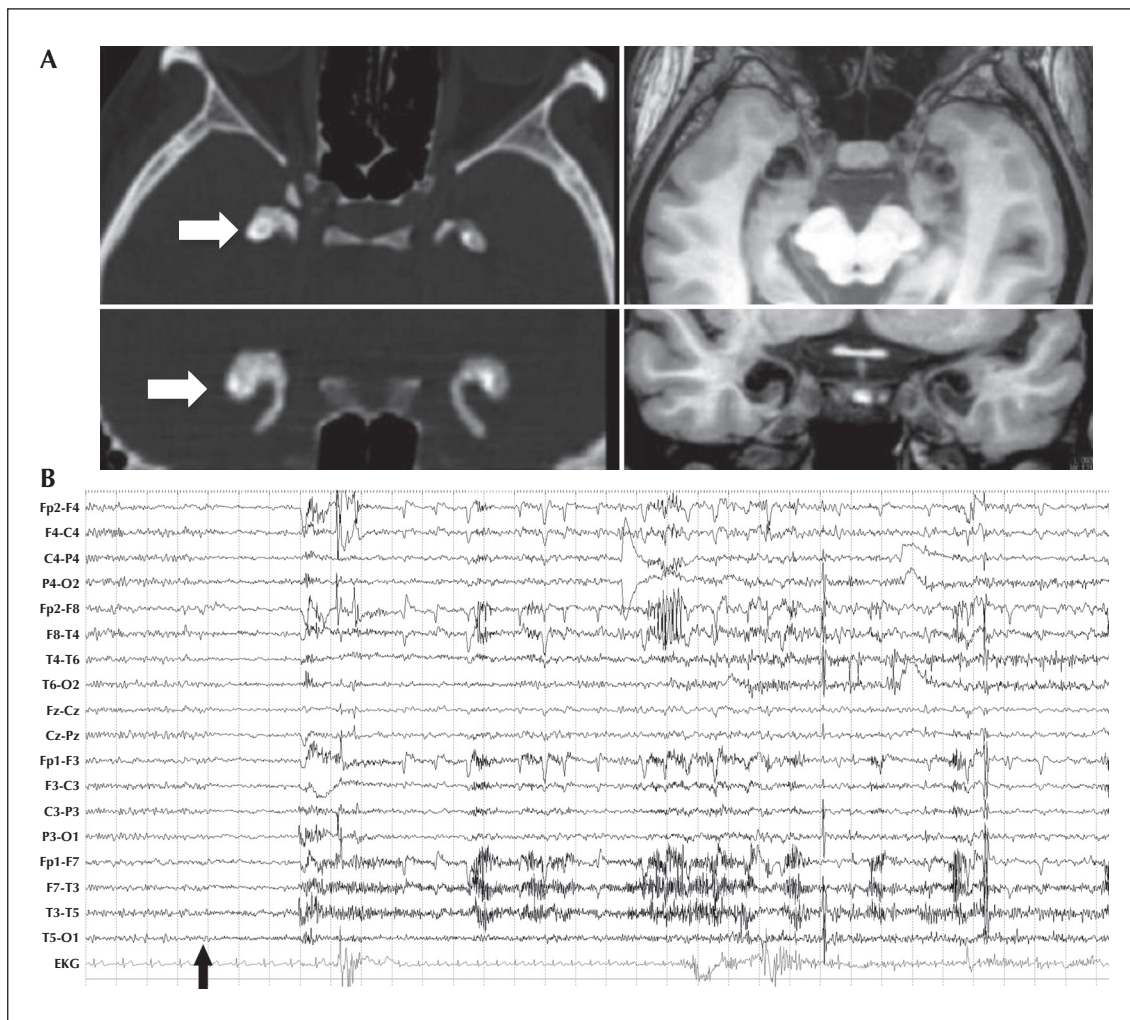 A
B
Fp2-F4
F4-C4
C4-P4
P4-O2
Fp2-F8
F8-T4
T4-T6
T6-O2
Fz-Cz
Cz-Pz
Fp1-F3
F3-C3
C3-P3
P3-O1
Fp1-F7
F7-T3
T3-T5
T5-O1
EKG